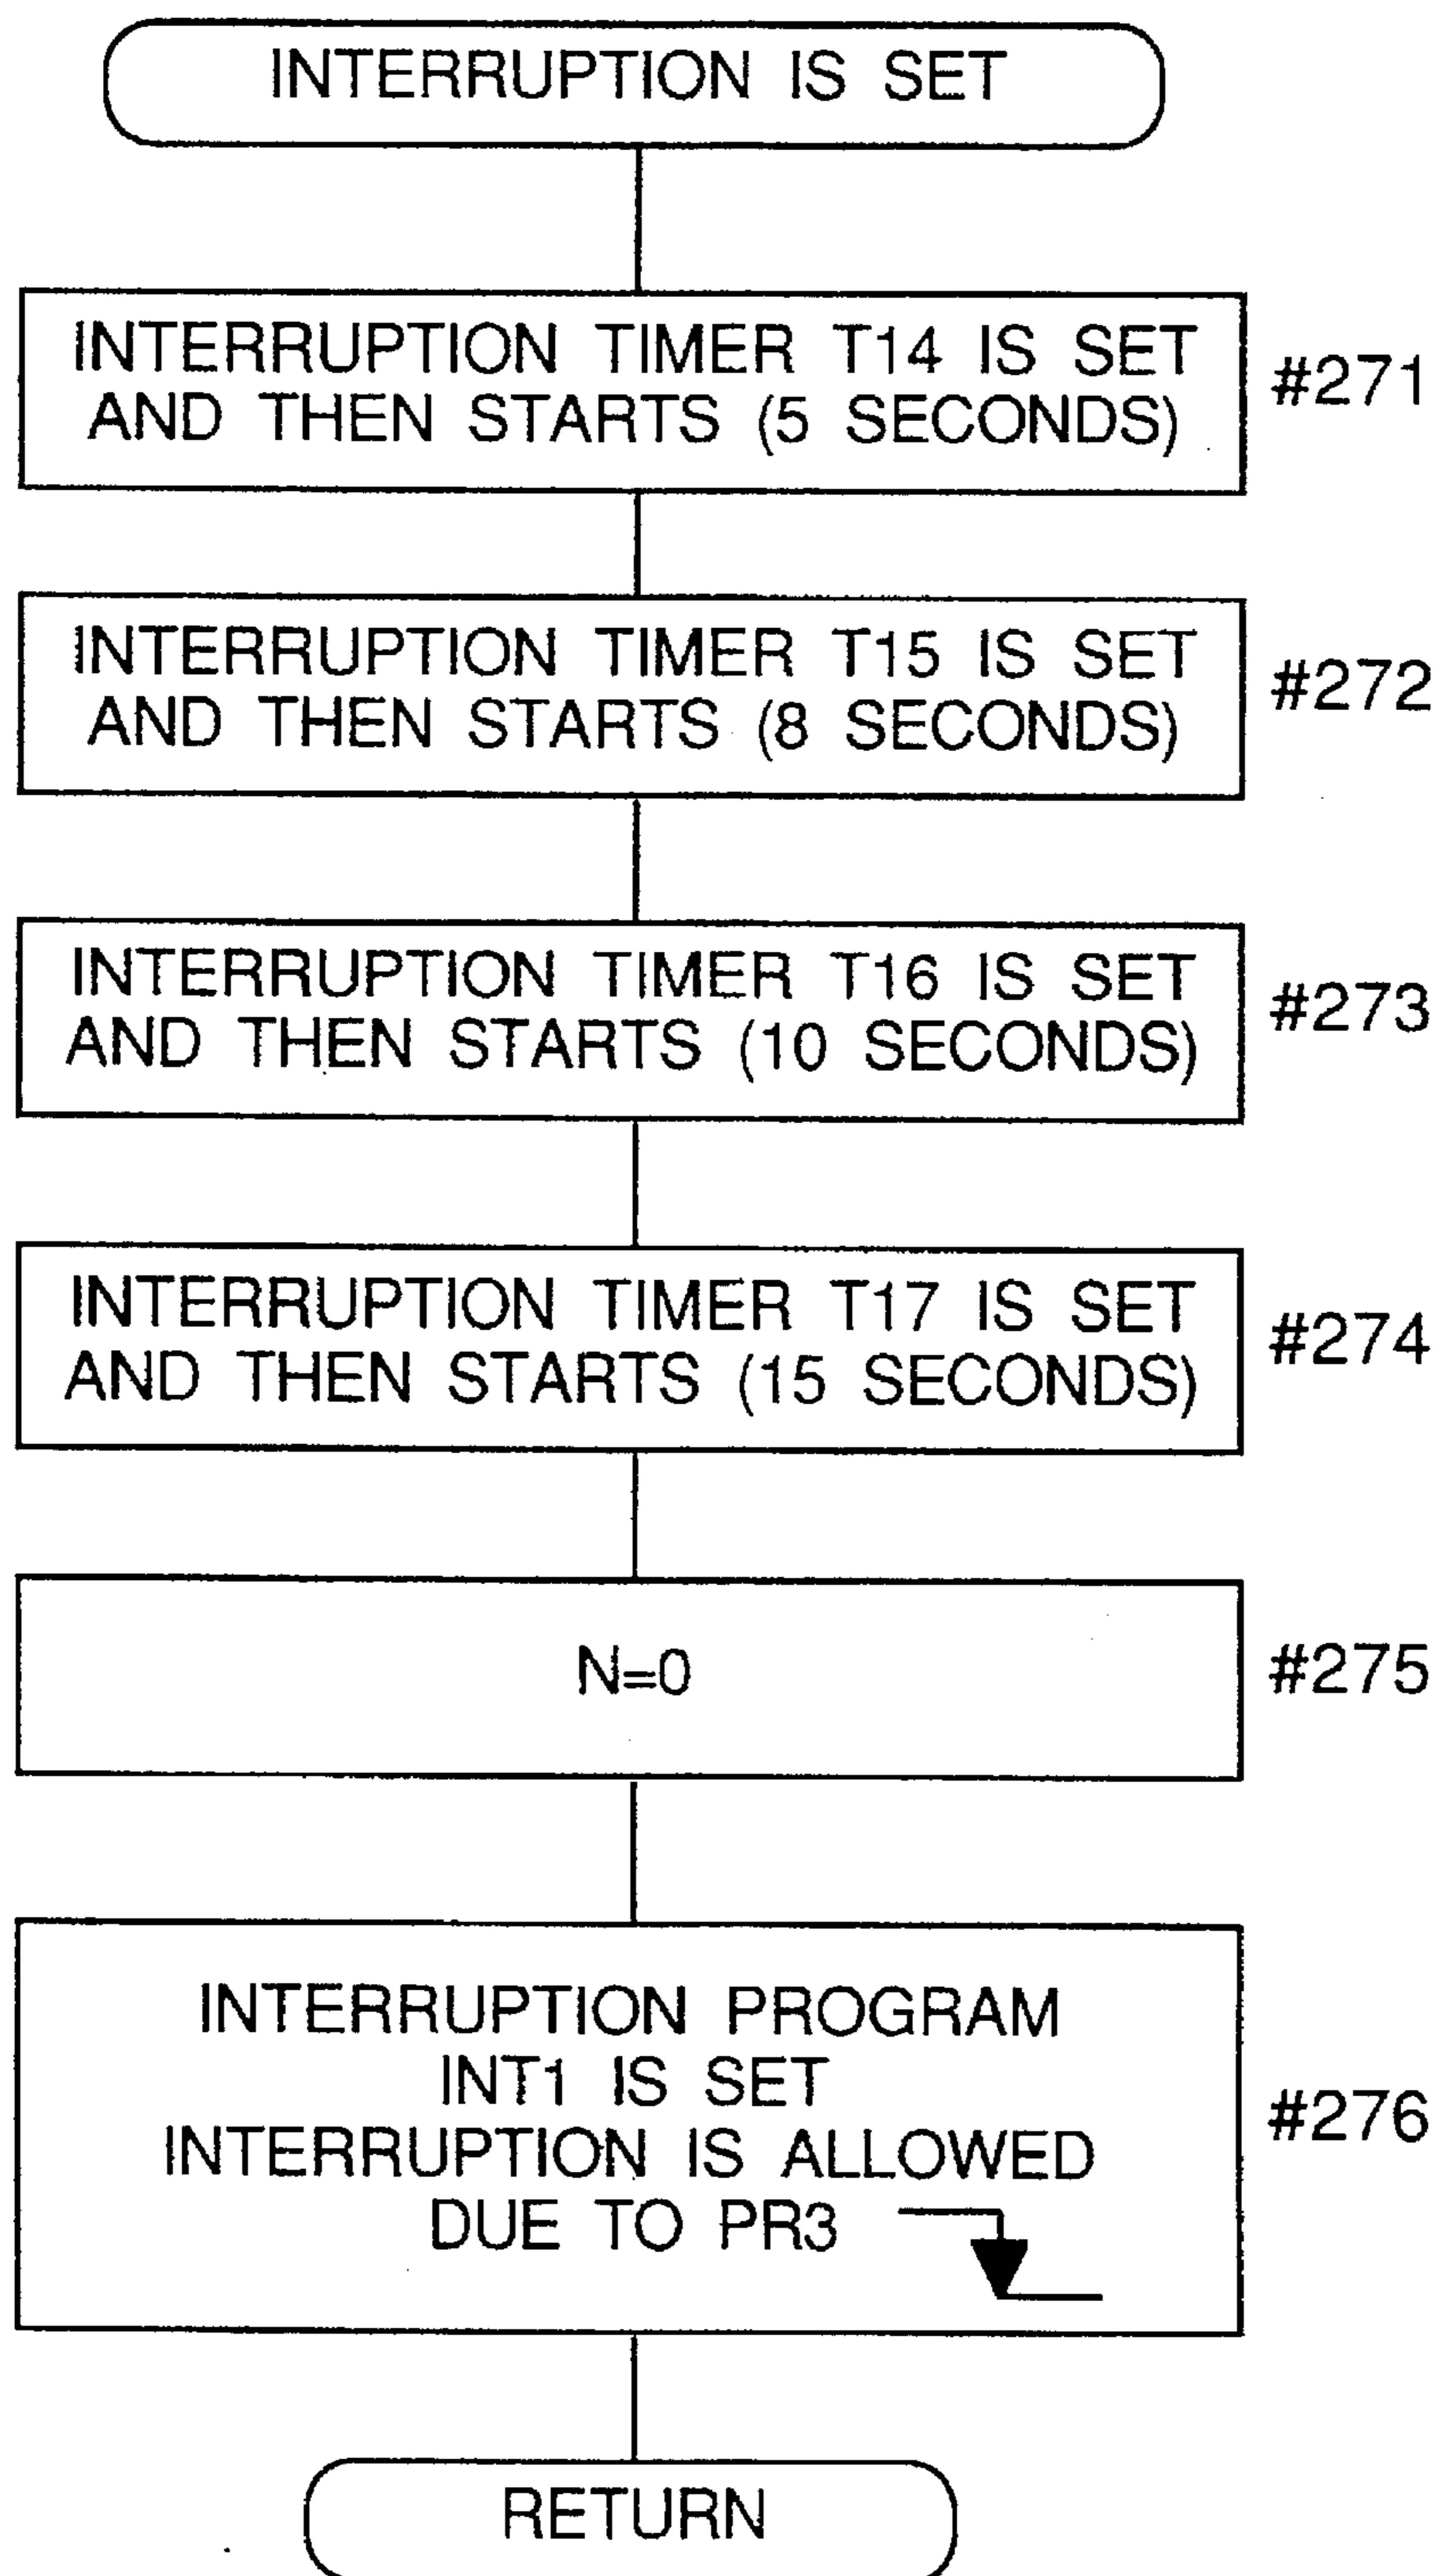 INTERRUPTION IS SET
INTERRUPTION TIMER T14 IS SET
AND THEN STARTS (5 SECONDS)
#271
INTERRUPTION TIMER T15 IS SET
AND THEN STARTS (8 SECONDS)
#272
INTERRUPTION TIMER T16 IS SET
AND THEN STARTS (10 SECONDS)
#273
INTERRUPTION TIMER T17 IS SET
AND THEN STARTS (15 SECONDS)
#274
N=0
#275
INTERRUPTION PROGRAM
INT1 IS SET
INTERRUPTION IS ALLOWED
DUE TO PR3
#276
RETURN